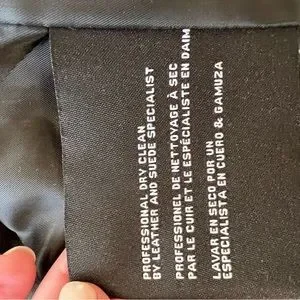 PROFESSIONAL DRY CLEAN
BY LEATHER AND SUEDE SPECIALIST
PROFESSIONEL DE NETTOYAGE À SEC
PAR LE CUIR ET LE ESPÉCIALISTE EN DAIM
LAVAR EN SECO POR UN
ESPECIALISTA EN CUERO & GAMUZA